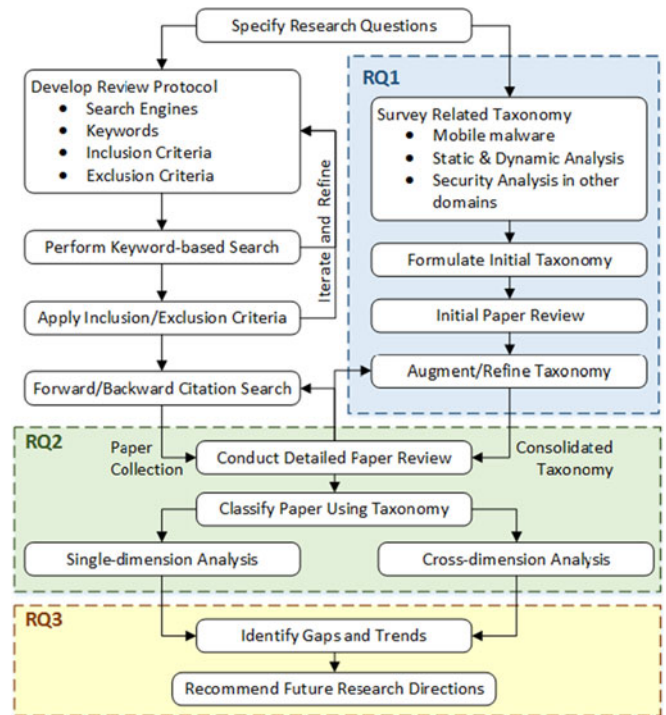 Specify Research Questions
Develop Review Protocol
• Search Engines
• Keywords
• Inclusion Criteria
• Exclusion Criteria
Iterate and Refine
Perform Keyword-based Search
Apply Inclusion/Exclusion Criteria
Forward/Backward Citation Search
RQ1
Survey Related Taxonomy
• Mobile malware
• Static & Dynamic Analysis
• Security Analysis in other
domains
Formulate Initial Taxonomy
Initial Paper Review
Augment/Refine Taxonomy
RQ2
Paper
Collection
Conduct Detailed Paper Review
Consolidated
Taxonomy
Classify Paper Using Taxonomy
Single-dimension Analysis
Cross-dimension Analysis
RQ3
Identify Gaps and Trends
Recommend Future Research Directions